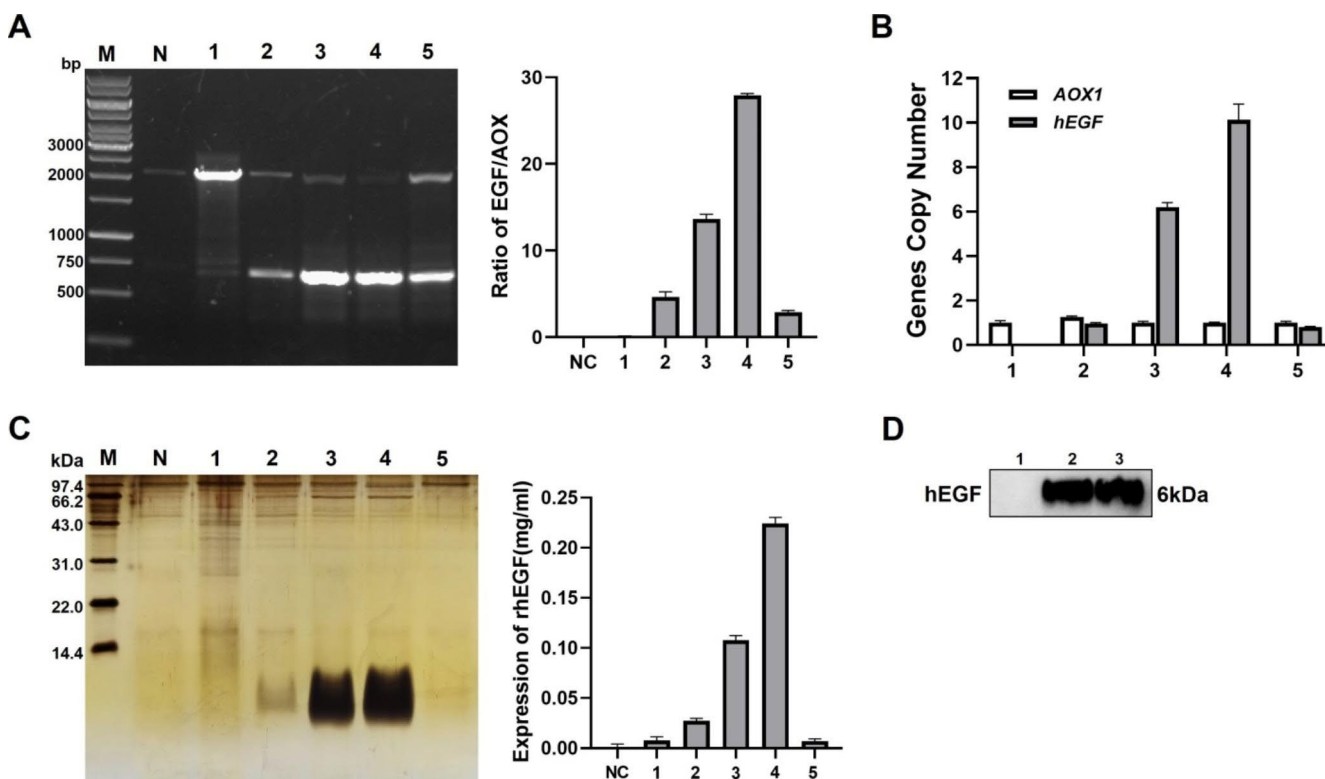 A
M N 1 2 3 4 5
bp
3000
2000
1000
750
500
Ratio of EGF/AOX
30
20
10
0
NC 1 2 3 4 5
B
Genes Copy Number
12
10
8
6
4
2
0
AOX1
hEGF
1 2 3 4 5
C
kDa M N 1 2 3 4 5
97.4
66.2
43.0
31.0
22.0
14.4
Expression of rhEGF(mg/ml)
0.25
0.20
0.15
0.10
0.05
0.00
NC 1 2 3 4 5
D
1 2 3
hEGF 6kDa